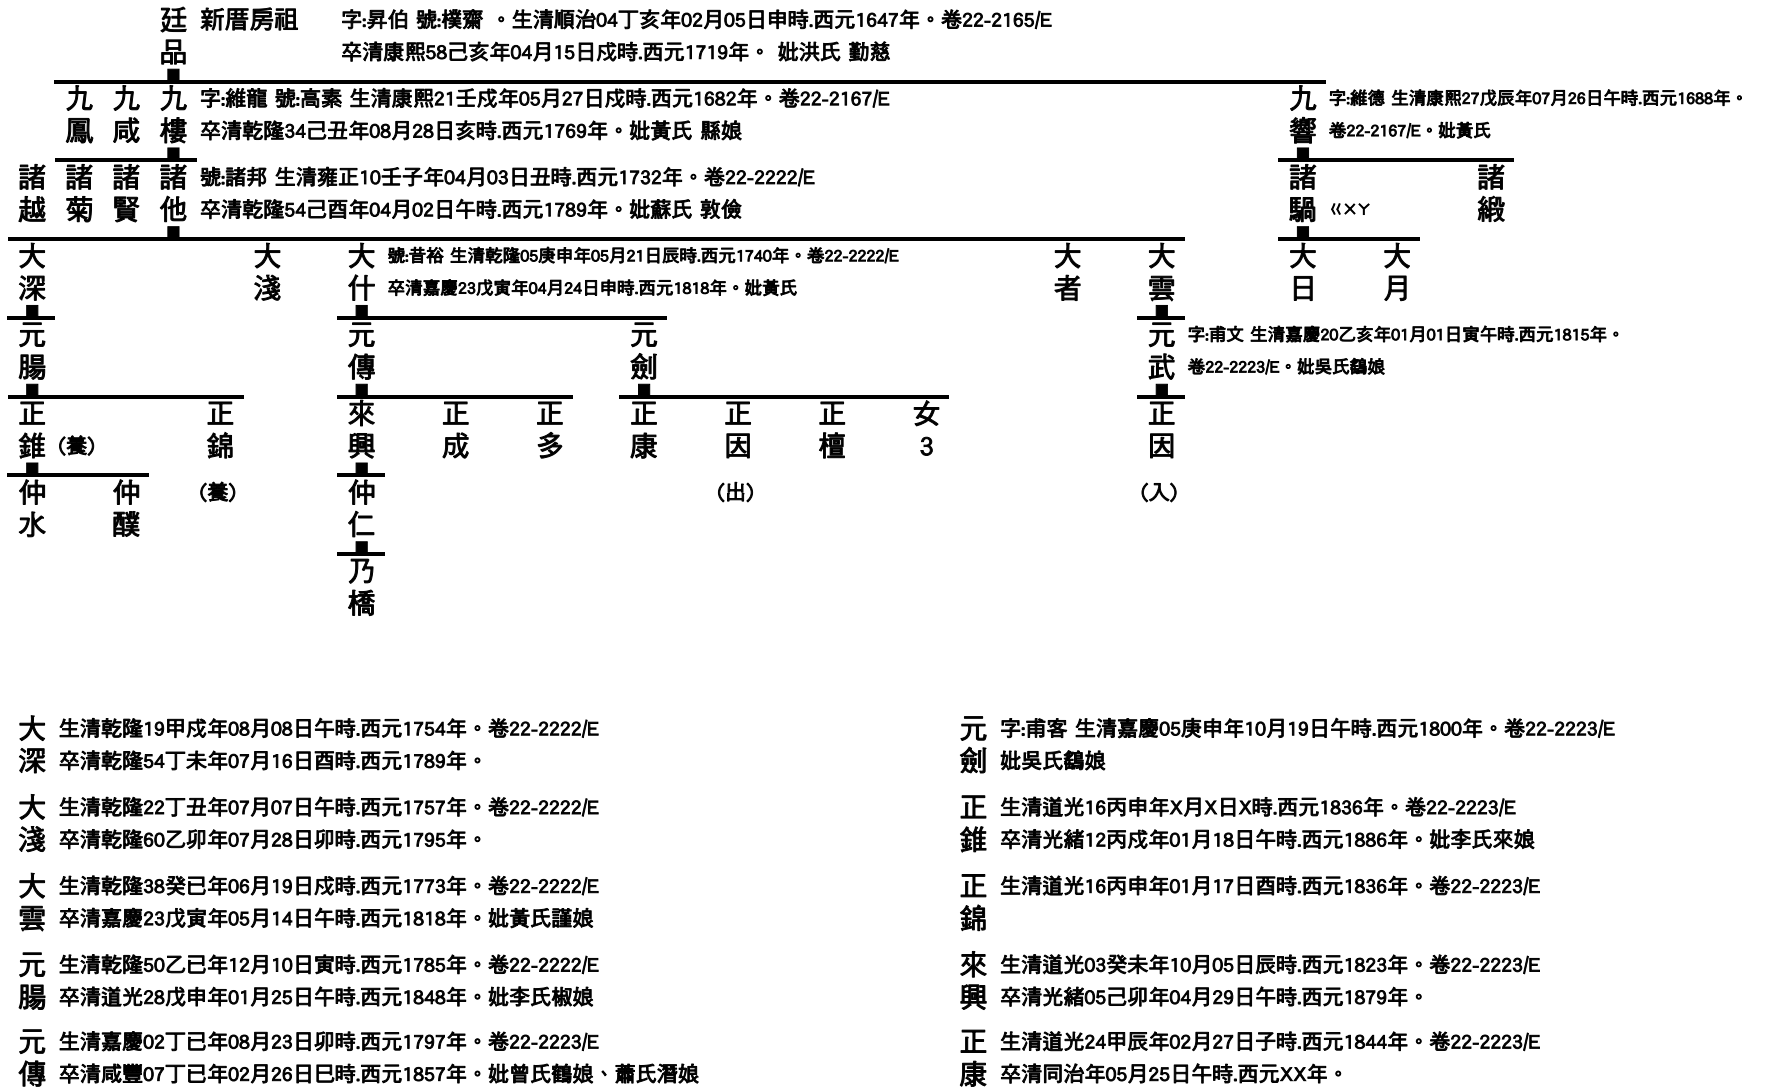 廷品 新厝房祖 字:昇伯 號:樸齋 。生清順治04丁亥年02月05日申時.西元1647年。卷22-2165/E
卒清康熙58己亥年04月15日戍時.西元1719年。 妣洪氏 勤慈
九鳳 九咸 九樓 字:維龍 號:高素 生清康熙21壬戍年05月27日戍時.西元1682年。卷22-2167/E
卒清乾隆34己丑年08月28日亥時.西元1769年。妣黃氏 縣娘
九響 字:維德 生清康熙27戊辰年07月26日午時.西元1688年。
卷22-2167/E。妣黃氏
諸越 諸菊 諸賢 諸他 號:諸邦 生清雍正10壬子年04月03日丑時.西元1732年。卷22-2222/E
卒清乾隆54己酉年04月02日午時.西元1789年。妣蘇氏 敦儉
諸騧 ㄍㄨㄚ 諸緞
大深 大淺 大什 號:昔裕 生清乾隆05庚申年05月21日辰時.西元1740年。卷22-2222/E
卒清嘉慶23戊寅年04月24日申時.西元1818年。妣黃氏
大者 大雲 大日 大月
元腸 元傳 元劍 元武 字:甫文 生清嘉慶20乙亥年01月01日寅午時.西元1815年。
卷22-2223/E。妣吳氏鷂娘
正錐 (養) 正錦 來興 正成 正多 正康 正因 正檀 女3 正因
仲水 仲醭 (養) 仲仁 (出) (入)
乃橋
大深 生清乾隆19甲戍年08月08日午時.西元1754年。卷22-2222/E
卒清乾隆54丁未年07月16日酉時.西元1789年。
大淺 生清乾隆22丁丑年07月07日午時.西元1757年。卷22-2222/E
卒清乾隆60乙卯年07月28日卯時.西元1795年。
大雲 生清乾隆38癸巳年06月19日戍時.西元1773年。卷22-2222/E
卒清嘉慶23戊寅年05月14日午時.西元1818年。妣黃氏謹娘
元腸 生清乾隆50乙已年12月10日寅時.西元1785年。卷22-2222/E
卒清道光28戊申年01月25日午時.西元1848年。妣李氏椒娘
元傳 生清嘉慶02丁已年08月23日卯時.西元1797年。卷22-2223/E
卒清咸豐07丁已年02月26日巳時.西元1857年。妣曾氏鶴娘、蕭氏潛娘
元劍 字:甫客 生清嘉慶05庚申年10月19日午時.西元1800年。卷22-2223/E
妣吳氏鷂娘
正錐 生清道光16丙申年X月X日X時.西元1836年。卷22-2223/E
卒清光緒12丙戍年01月18日午時.西元1886年。妣李氏來娘
正錦 生清道光16丙申年01月17日酉時.西元1836年。卷22-2223/E
來興 生清道光03癸未年10月05日辰時.西元1823年。卷22-2223/E
卒清光緒05己卯年04月29日午時.西元1879年。
正康 生清道光24甲辰年02月27日子時.西元1844年。卷22-2223/E
卒清同治年05月25日午時.西元XX年。